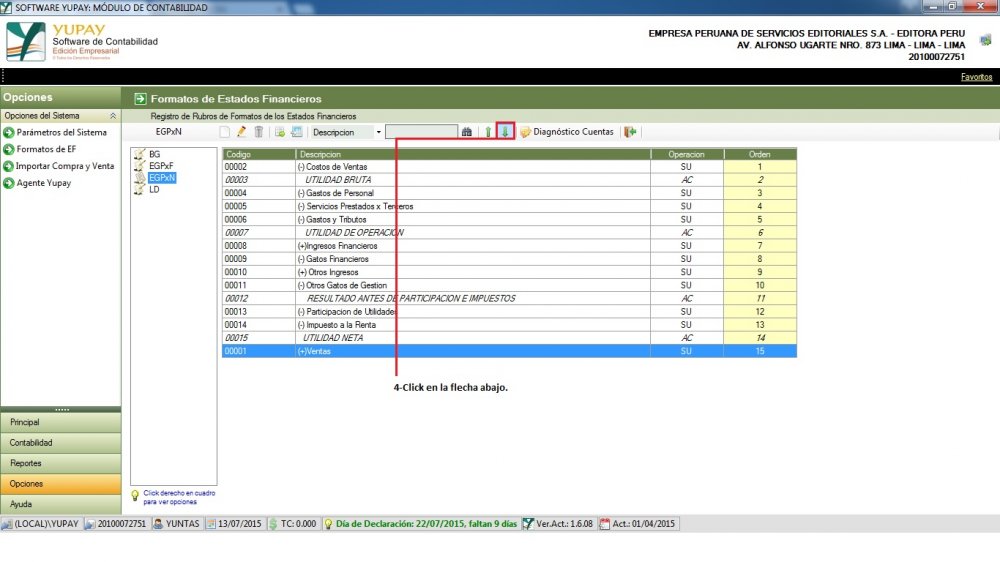 SOFTWARE YUPAY: MÓDULO DE CONTABILIDAD
YUPAY
Software de Contabilidad
Edición Empresarial
EMPRESA PERUANA DE SERVICIOS EDITORIALES S.A. - EDITORA PERU
AV. ALFONSO UGARTE NRO. 873 LIMA - LIMA - LIMA
20100072751
Favoritos
Opciones
Formatos de Estados Financieros
Opciones del Sistema
Registro de Rubros de Formatos de los Estados Financieros
Parámetros del Sistema
Formatos de EF
Importar Compra y Venta
Agente Yupay
EGPxN Descripcion Diagnóstico Cuentas
BG
EGPxF
EGPxN
LD
Codigo Descripcion Operacion Orden
00002 (-) Costos de Ventas SU 1
00003 UTILIDAD BRUTA AC 2
00004 (-) Gastos de Personal SU 3
00005 (-) Servicios Prestados x Terceros SU 4
00006 (-) Gastos y Tributos SU 5
00007 UTILIDAD DE OPERACION AC 6
00008 (+)Ingresos Financieros SU 7
00009 (-) Gatos Financieros SU 8
00010 (+) Otros Ingresos SU 9
00011 (-) Otros Gatos de Gestion SU 10
00012 RESULTADO ANTES DE PARTICIPACION E IMPUESTOS AC 11
00013 (-) Participacion de Utilidades SU 12
00014 (-) Impuesto a la Renta SU 13
00015 UTILIDAD NETA AC 14
00001 (+)Ventas SU 15
4-Click en la flecha abajo.
Principal
Contabilidad
Reportes
Opciones
Ayuda
Click derecho en cuadro
para ver opciones
(LOCAL)\YUPAY 20100072751 YUNTAS 13/07/2015 TC: 0.000 Día de Declaración: 22/07/2015, faltan 9 días Ver.Act.: 1.6.08 Act.: 01/04/2015